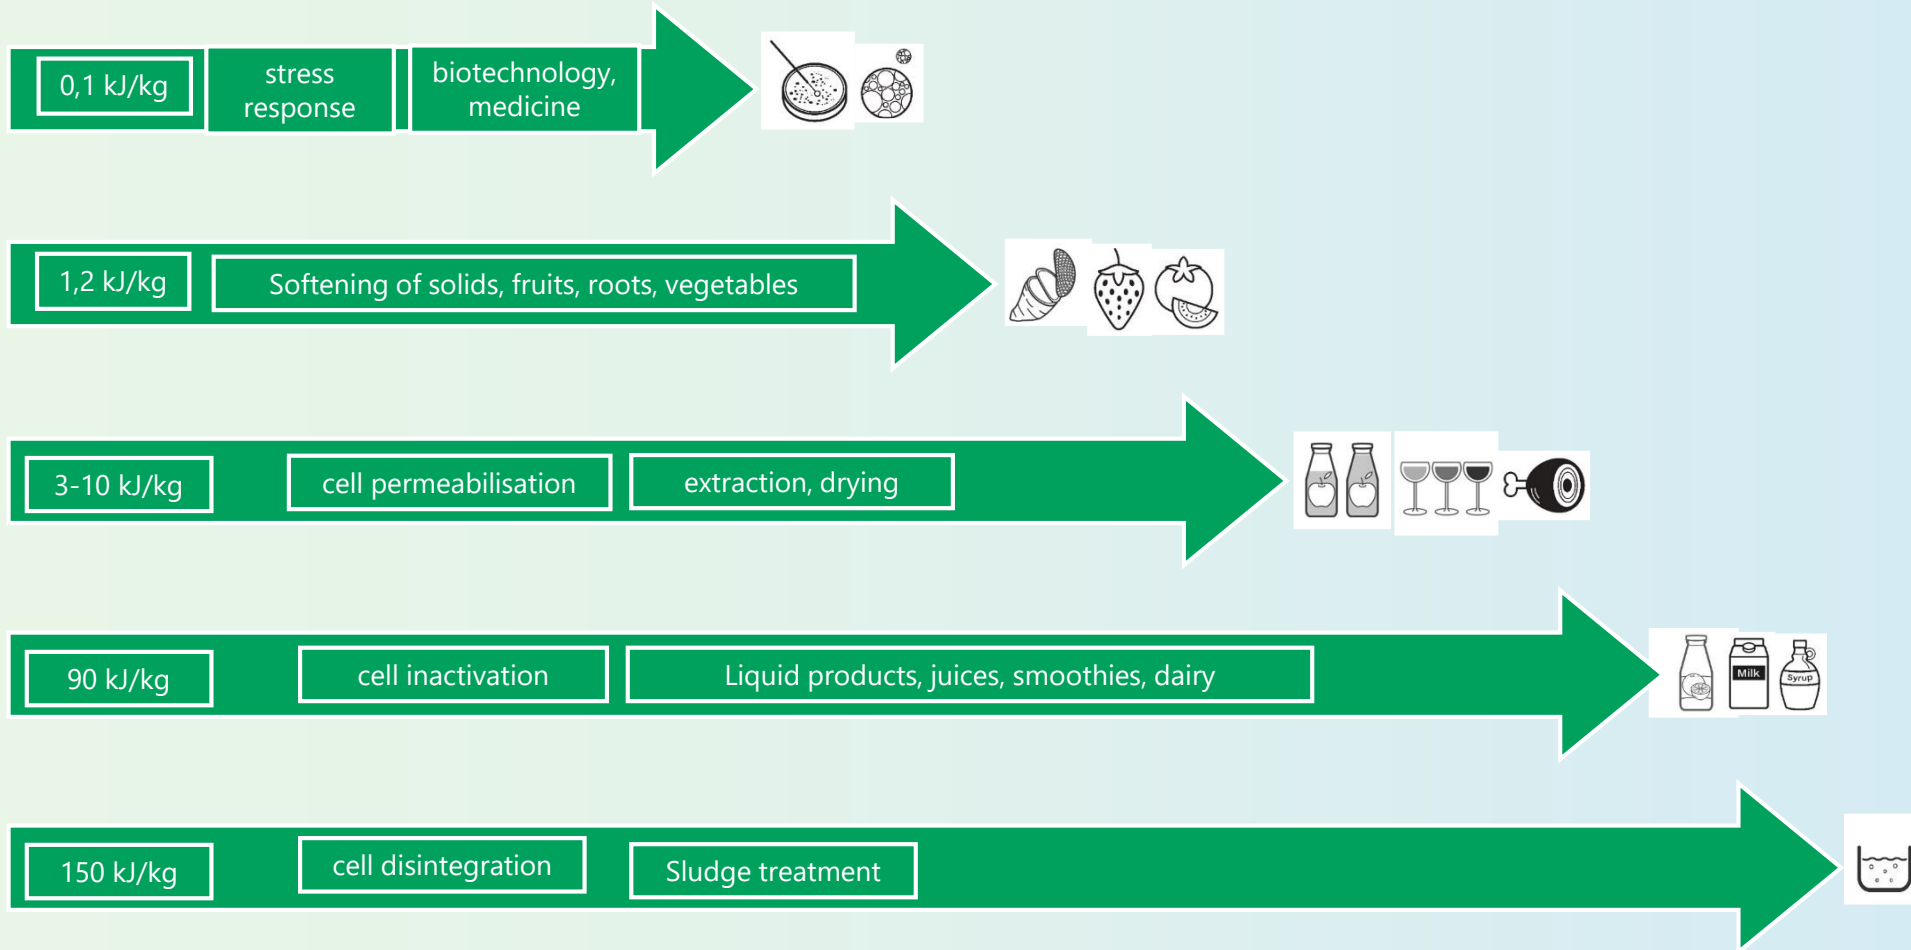 0,1 kJ/kg
stress
response
biotechnology,
medicine
1,2 kJ/kg
Softening of solids, fruits, roots, vegetables
3-10 kJ/kg
cell permeabilisation
extraction, drying
90 kJ/kg
cell inactivation
Liquid products, juices, smoothies, dairy
Milk
Syrup
150 kJ/kg
cell disintegration
Sludge treatment